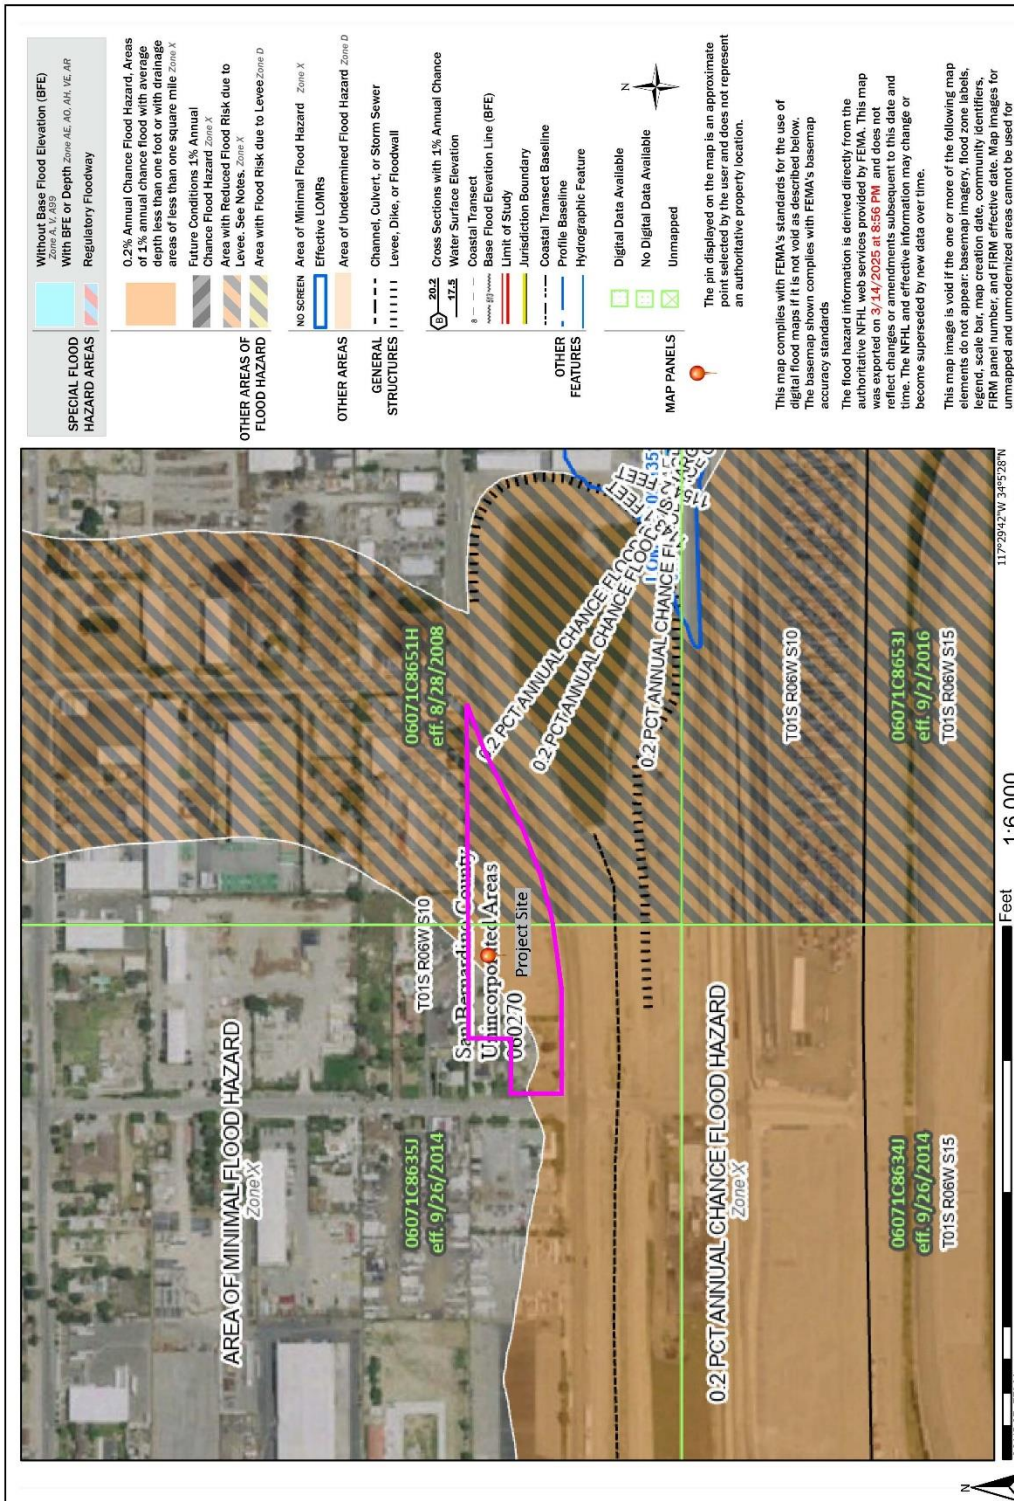 SPECIAL FLOOD
HAZARD AREAS
Without Base Flood Elevation (BFE)
Zone A, V, A99
With BFE or Depth Zone AE, AO, AH, VE, AR
Regulatory Floodway
OTHER AREAS OF
FLOOD HAZARD
0.2% Annual Chance Flood Hazard, Areas
of 1% annual chance flood with average
depth less than one foot or with drainage
areas of less than one square mile Zone X
Future Conditions 1% Annual
Chance Flood Hazard Zone X
Area with Reduced Flood Risk due to
Levee. See Notes. Zone X
Area with Flood Risk due to Levee Zone D
OTHER AREAS
NO SCREEN Area of Minimal Flood Hazard Zone X
Effective LOMRs
Area of Undetermined Flood Hazard Zone D
GENERAL
STRUCTURES
Channel, Culvert, or Storm Sewer
Levee, Dike, or Floodwall
OTHER
FEATURES
B 20.2
17.5
Cross Sections with 1% Annual Chance
Water Surface Elevation
8 Coastal Transect
Base Flood Elevation Line (BFE)
Limit of Study
Jurisdiction Boundary
Coastal Transect Baseline
Profile Baseline
Hydrographic Feature
MAP PANELS
Digital Data Available
No Digital Data Available
Unmapped
N
The pin displayed on the map is an approximate
point selected by the user and does not represent
an authoritative property location.
This map complies with FEMA's standards for the use of
digital flood maps if it is not void as described below.
The basemap shown complies with FEMA's basemap
accuracy standards
The flood hazard information is derived directly from the
authoritative NFHL web services provided by FEMA. This map
was exported on 3/14/2025 at 8:56 PM and does not
reflect changes or amendments subsequent to this date and
time. The NFHL and effective information may change or
become superseded by new data over time.
This map image is void if the one or more of the following map
elements do not appear: basemap imagery, flood zone labels,
legend, scale bar, map creation date, community identifiers,
FIRM panel number, and FIRM effective date. Map images for
unmapped and unmodernized areas cannot be used for
AREA OF MINIMAL FLOOD HAZARD
Zone X
06071C8635J
eff. 9/26/2014
T01S R06W S10
06071C8651H
eff. 8/28/2008
San Bernardino County
Unincorporated Areas
060270
Project Site
0.2 PCT ANNUAL CHANCE FLOOD
0.2 PCT ANNUAL CHANCE FLOOD
0.2 PCT ANNUAL CHANCE
FEET
0.2 PCT ANNUAL CHANCE FLOOD HAZARD
Zone X
T01S R06W S10
06071C8634J
eff. 9/26/2014
T01S R06W S15
06071C8653J
eff. 9/2/2016
T01S R06W S15
Feet
1:6,000
117°29'42"W 34°5'28"N
N